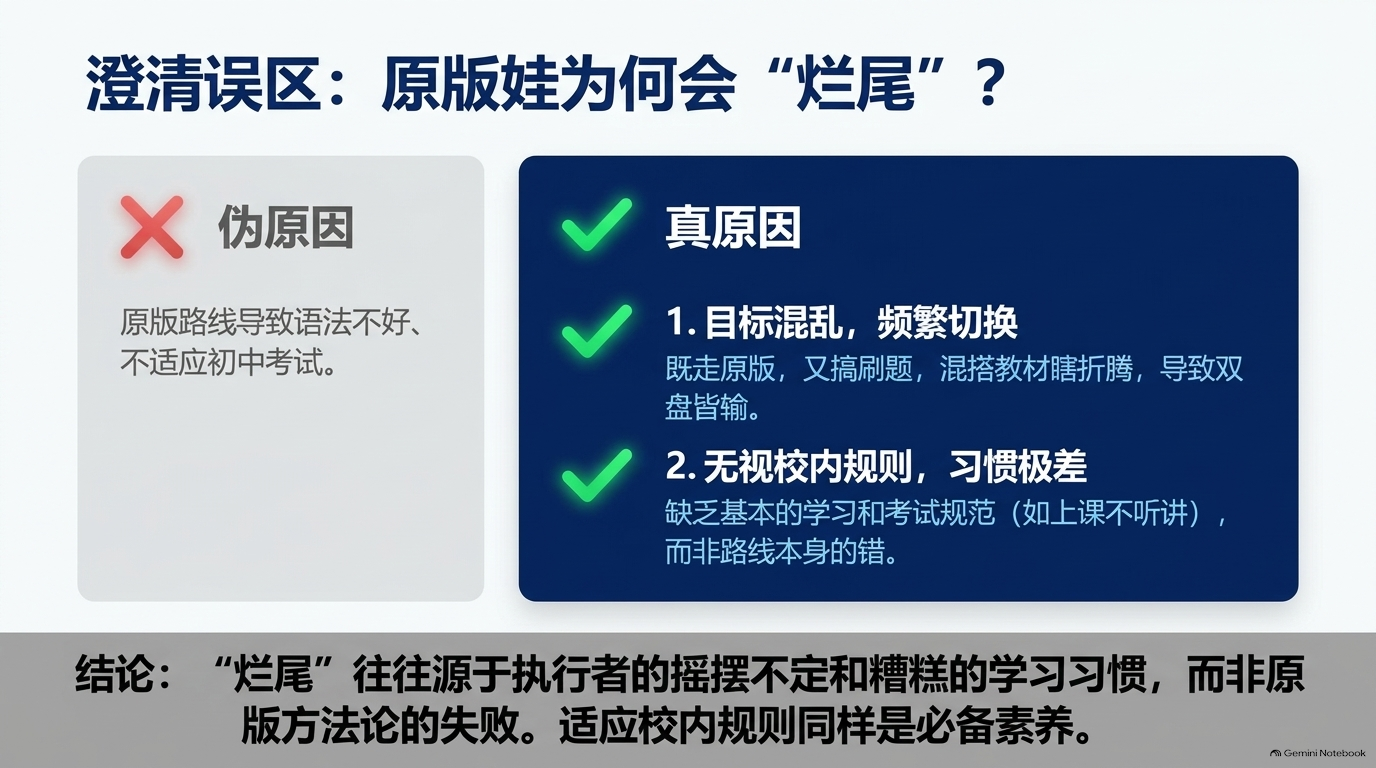 澄清误区：原版娃为何会“烂尾”？
伪原因
原版路线导致语法不好、
不适应初中考试。
真原因
1. 目标混乱，频繁切换
既走原版，又搞刷题，混搭教材瞎折腾，导致双
盘皆输。
2. 无视校内规则，习惯极差
缺乏基本的学习和考试规范（如上课不听讲），
而非路线本身的错。
结论：“烂尾”往往源于执行者的摇摆不定和糟糕的学习习惯，而非原
版方法论的失败。适应校内规则同样是必备素养。
Gemini Notebook